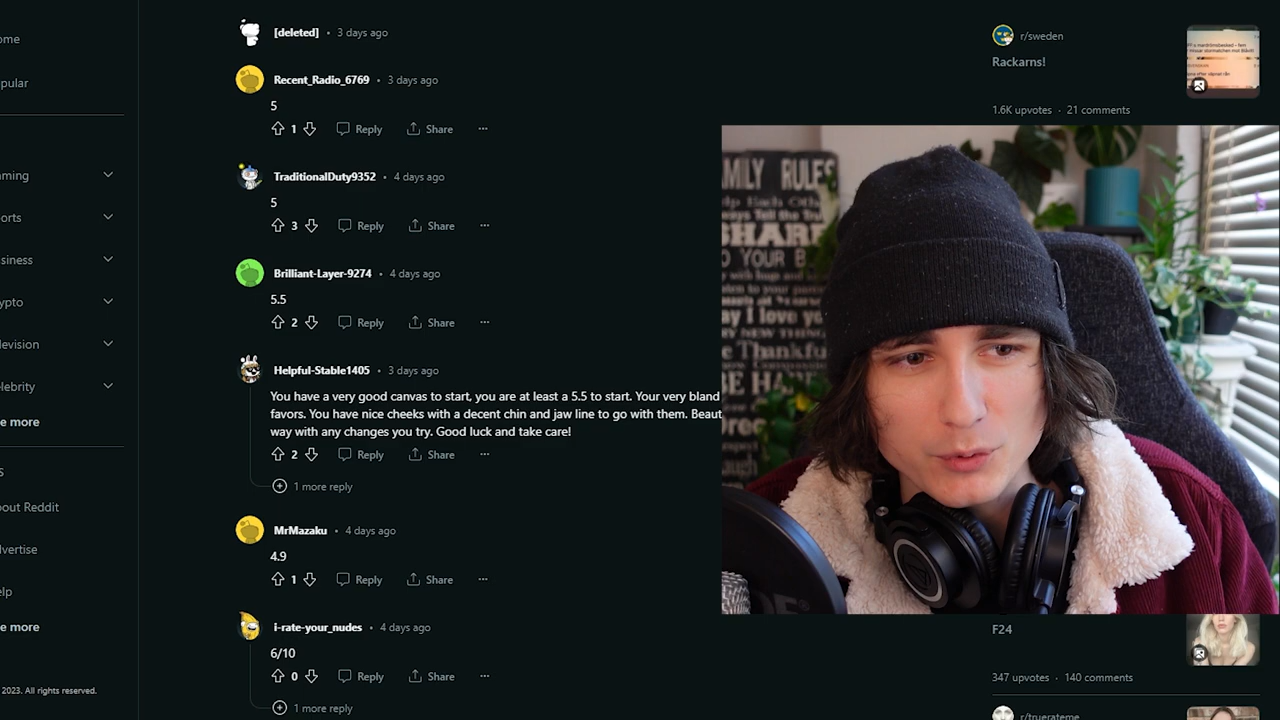 [deleted] • 3 days ago
Recent_Radio_6769 • 3 days ago
5
1 Reply Share ...
TraditionalDuty9352 • 4 days ago
5
3 Reply Share ...
Brilliant-Layer-9274 • 4 days ago
5.5
2 Reply Share ...
Helpful-Stable1405 • 3 days ago
You have a very good canvas to start, you are at least a 5.5 to start. Your very bland
favors. You have nice cheeks with a decent chin and jaw line to go with them. Beaut
way with any changes you try. Good luck and take care!
2 Reply Share ...
1 more reply
MrMazaku • 4 days ago
4.9
1 Reply Share ...
i-rate-your_nudes • 4 days ago
6/10
0 Reply Share ...
1 more reply
ome
pular
ming
orts
siness
ypto
levision
lebrity
e more
s
out Reddit
vertise
lp
e more
2023. All rights reserved.
r/sweden
Rackarns!
1.6K upvotes · 21 comments
AMILY RULES
SHARE
YOUR B
ay I love yo
Thankfu
BE HA
F24
347 upvotes · 140 comments
r/truerateme